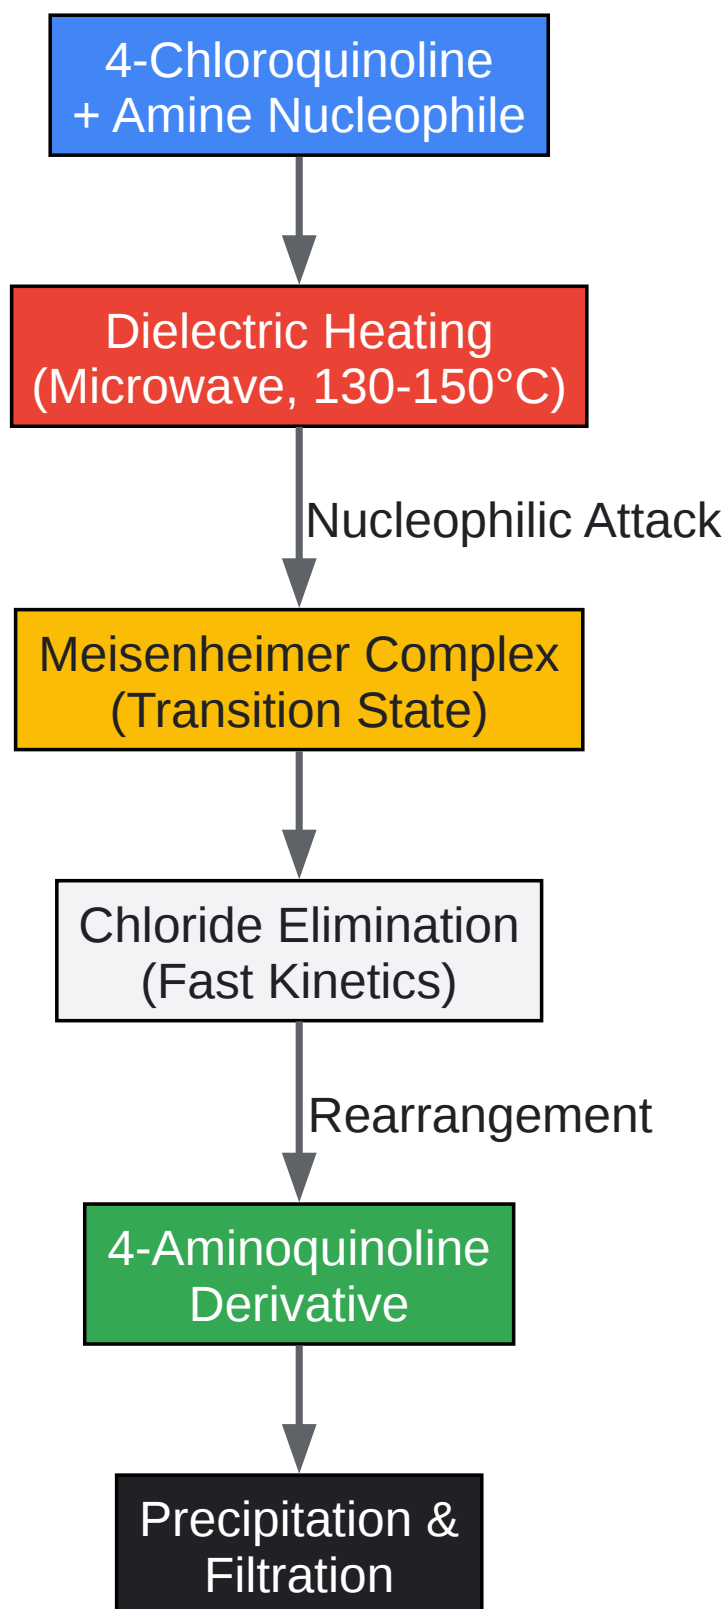 4-Chloroquinoline
+ Amine Nucleophile
Dielectric Heating
(Microwave, 130-150°C)
Nucleophilic Attack
Meisenheimer Complex
(Transition State)
Chloride Elimination
(Fast Kinetics)
Rearrangement
4-Aminoquinoline
Derivative
Precipitation &
Filtration